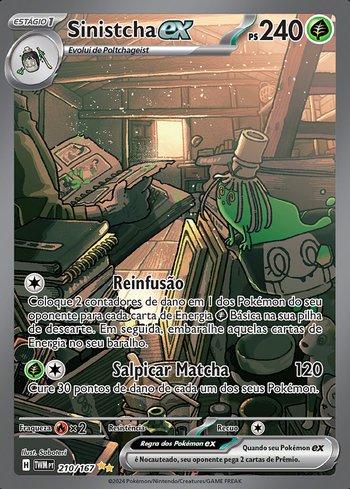 ESTÁGIO 1
Sinistcha ex
PS 240
Evolui de Poltchageist
Reinfusão
Coloque 2 contadores de dano em 1 dos Pokémon do seu
oponente para cada carta de Energia Básica na sua pilha
de descarte. Em seguida, embaralhe aquelas cartas de
Energia no seu baralho.
Salpicar Matcha 120
Cure 30 pontos de dano de cada um dos seus Pokémon.
Fraqueza x2 Resistência Recuo
Ilust. Saboteri
Regra dos Pokémon ex
Quando seu Pokémon ex
é Nocauteado, seu oponente pega 2 cartas de Prêmio.
H TWM PT 210/167
©2024 Pokémon/Nintendo/Creatures/GAME FREAK